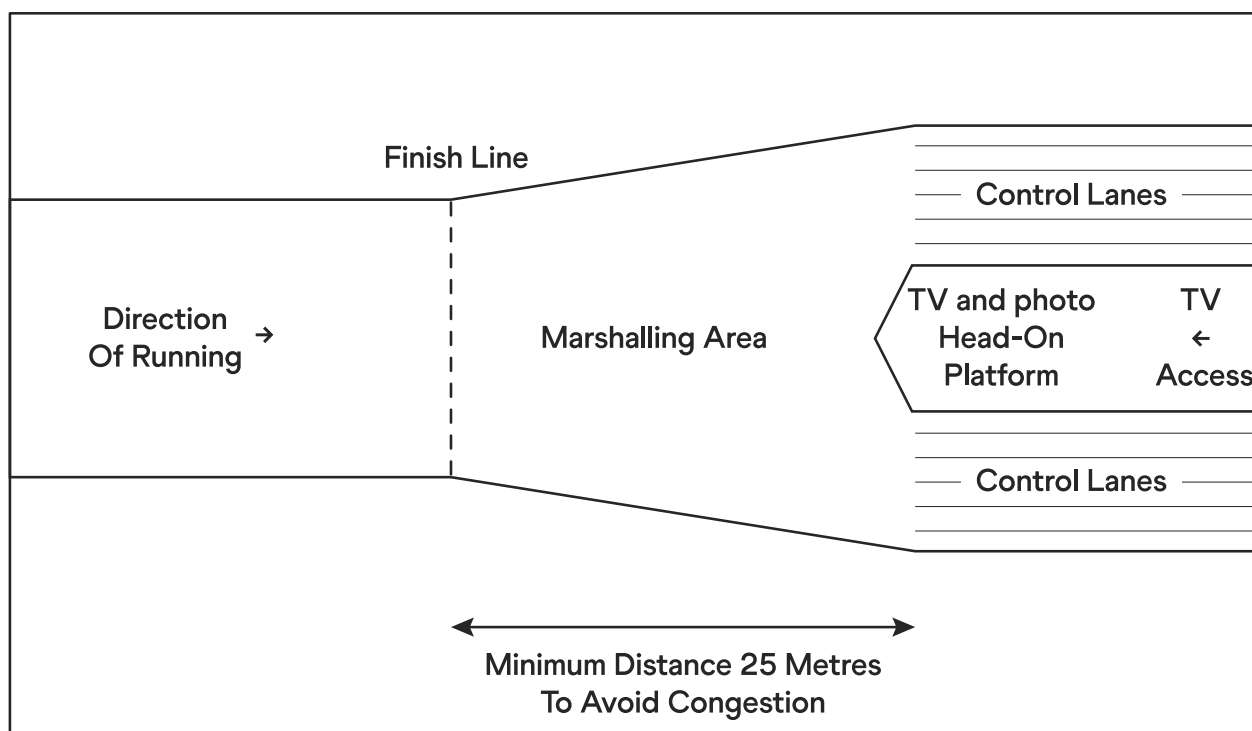 Finish Line
Control Lanes
Direction
Of Running →
Marshalling Area
TV and photo
Head-On
Platform
TV
←
Access
Control Lanes
Minimum Distance 25 Metres
To Avoid Congestion